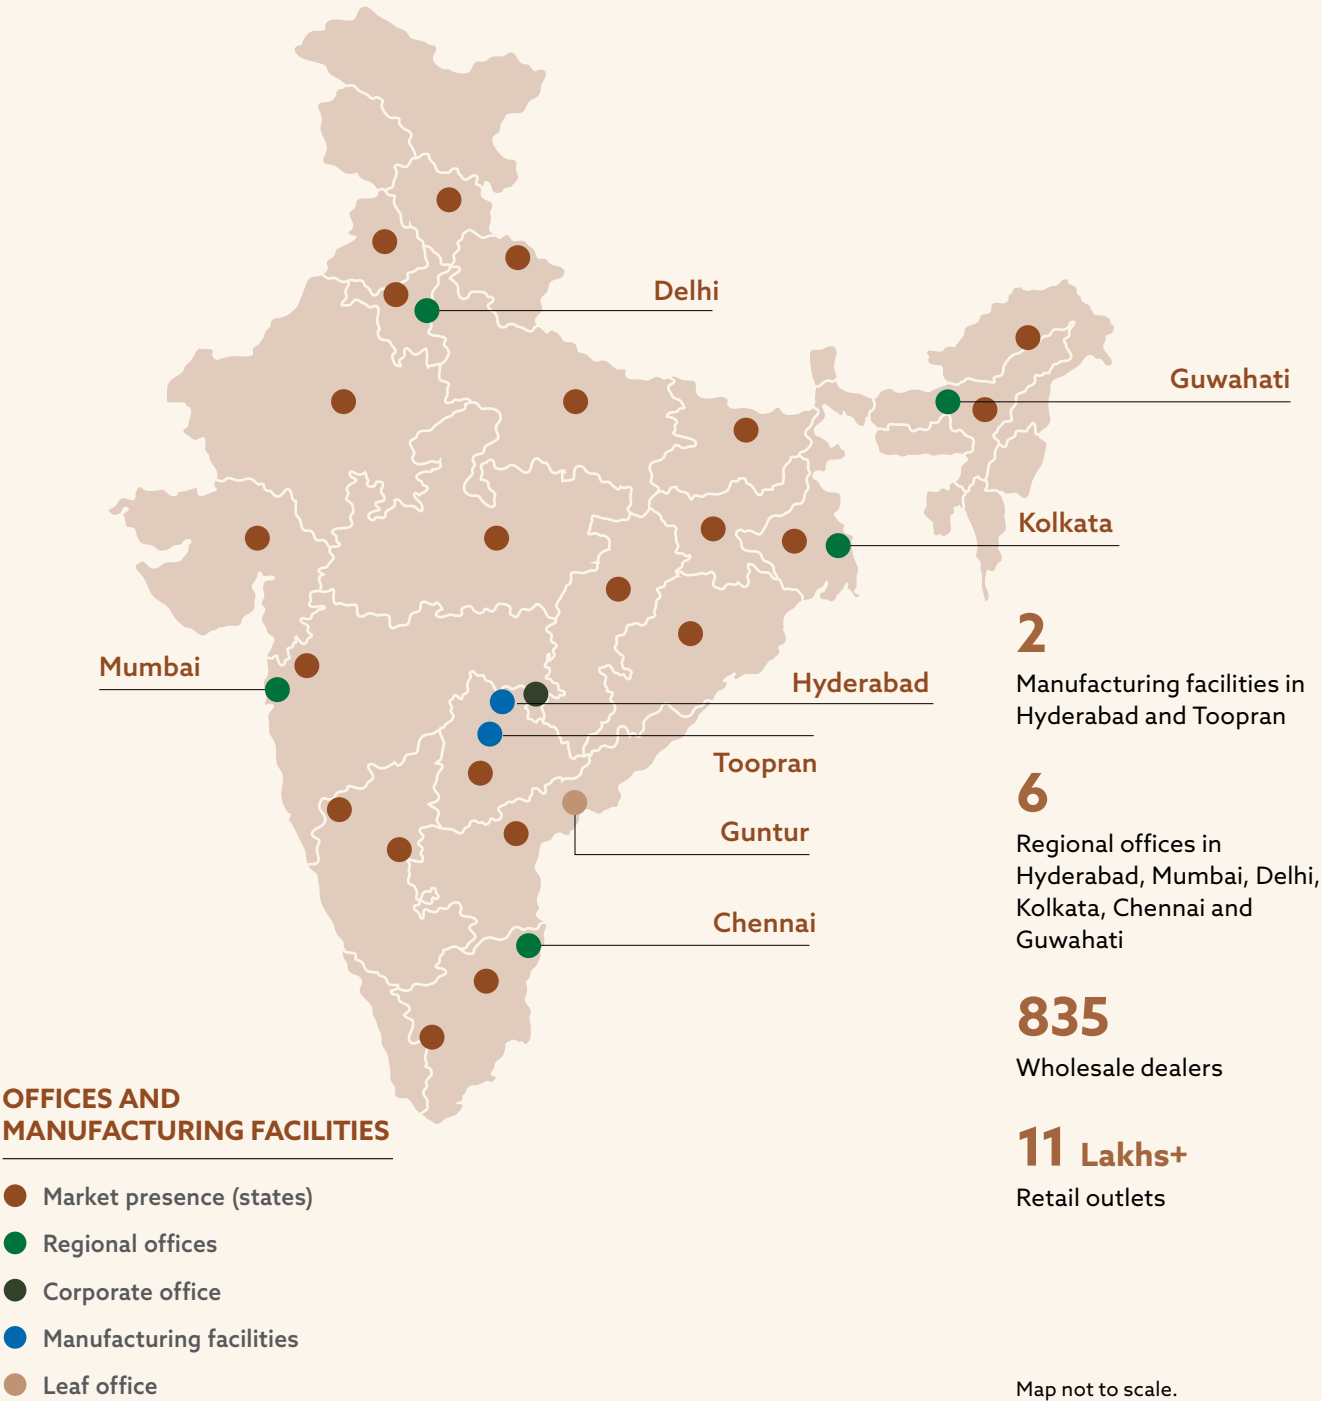 Delhi
Guwahati
Kolkata
Mumbai
Hyderabad
Toopran
Guntur
Chennai
2
Manufacturing facilities in
Hyderabad and Toopran
6
Regional offices in
Hyderabad, Mumbai, Delhi,
Kolkata, Chennai and
Guwahati
835
Wholesale dealers
11 Lakhs+
Retail outlets
OFFICES AND
MANUFACTURING FACILITIES
Market presence (states)
Regional offices
Corporate office
Manufacturing facilities
Leaf office
Map not to scale.